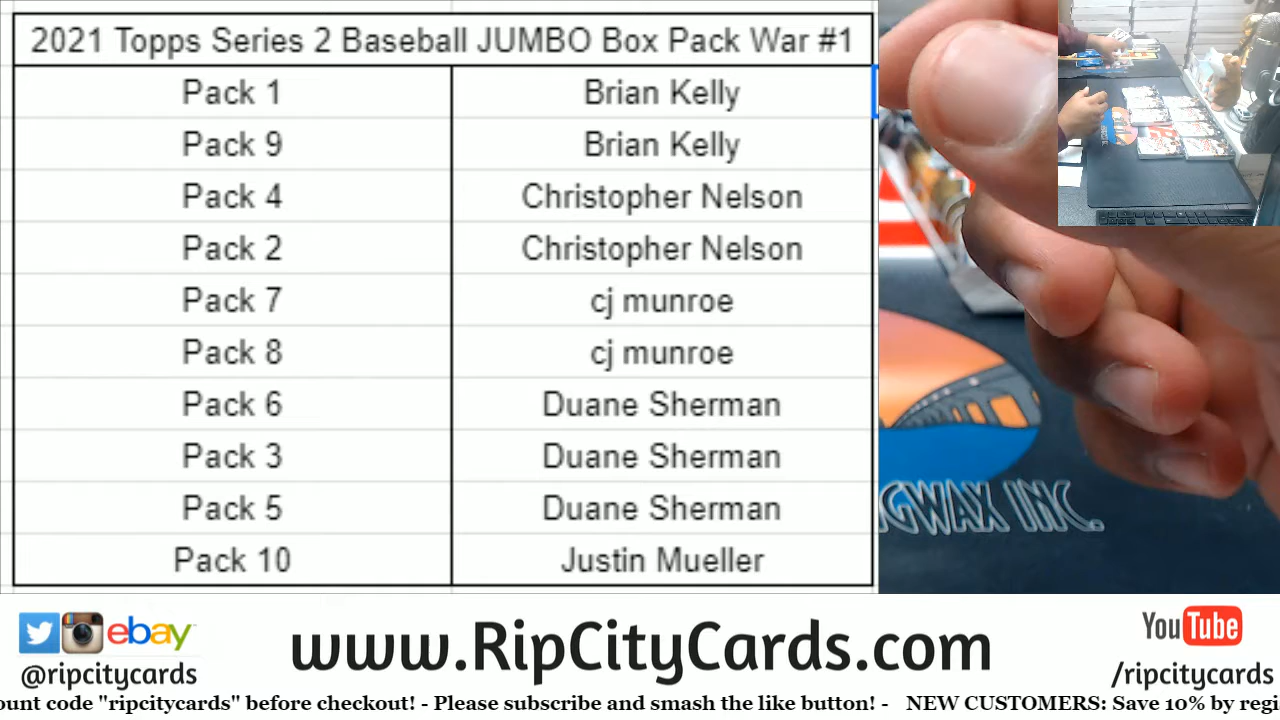 2021 Topps Series 2 Baseball JUMBO Box Pack War #1
Pack 1 Brian Kelly
Pack 9 Brian Kelly
Pack 4 Christopher Nelson
Pack 2 Christopher Nelson
Pack 7 cj munroe
Pack 8 cj munroe
Pack 6 Duane Sherman
Pack 3 Duane Sherman
Pack 5 Duane Sherman
Pack 10 Justin Mueller
GWAX INC.
ebay
@ripcitycards
www.RipCityCards.com
YouTube
/ripcitycards
ount code "ripcitycards" before checkout! - Please subscribe and smash the like button! - NEW CUSTOMERS: Save 10% by regi